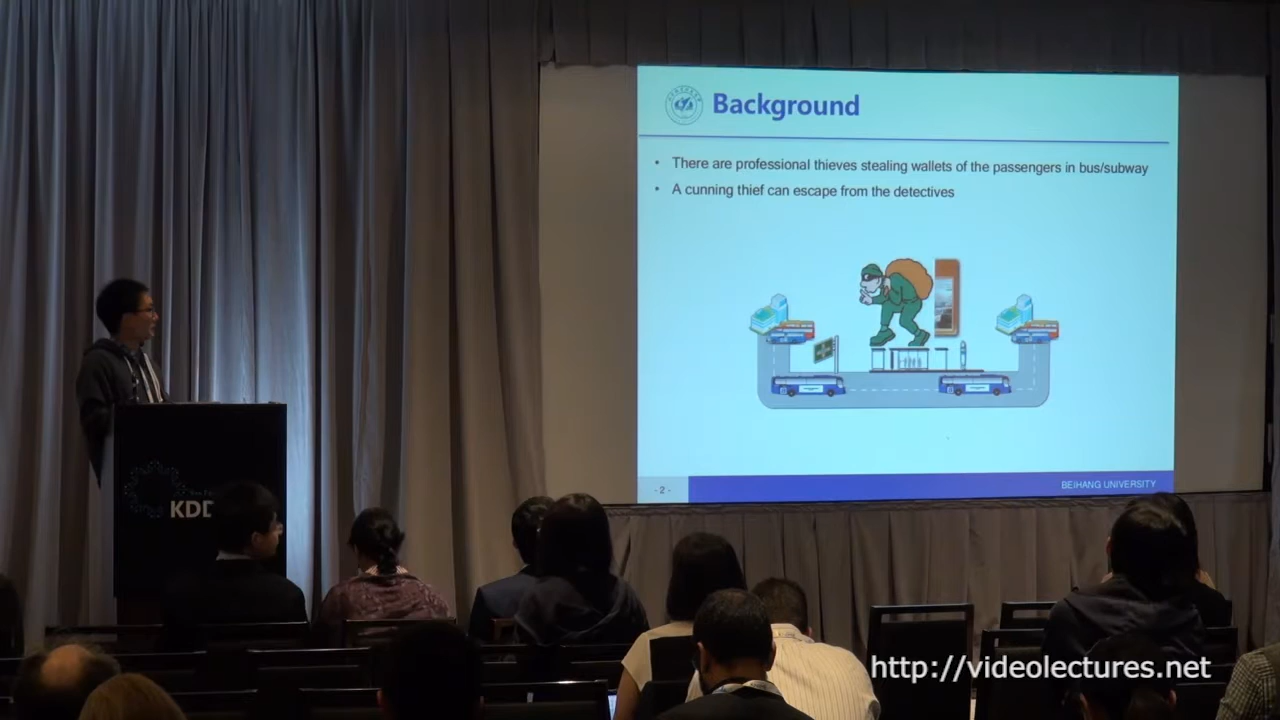 Background
• There are professional thieves stealing wallets of the passengers in bus/subway
• A cunning thief can escape from the detectives
- 2 -
BEIHANG UNIVERSITY
KDD
http://videolectures.net